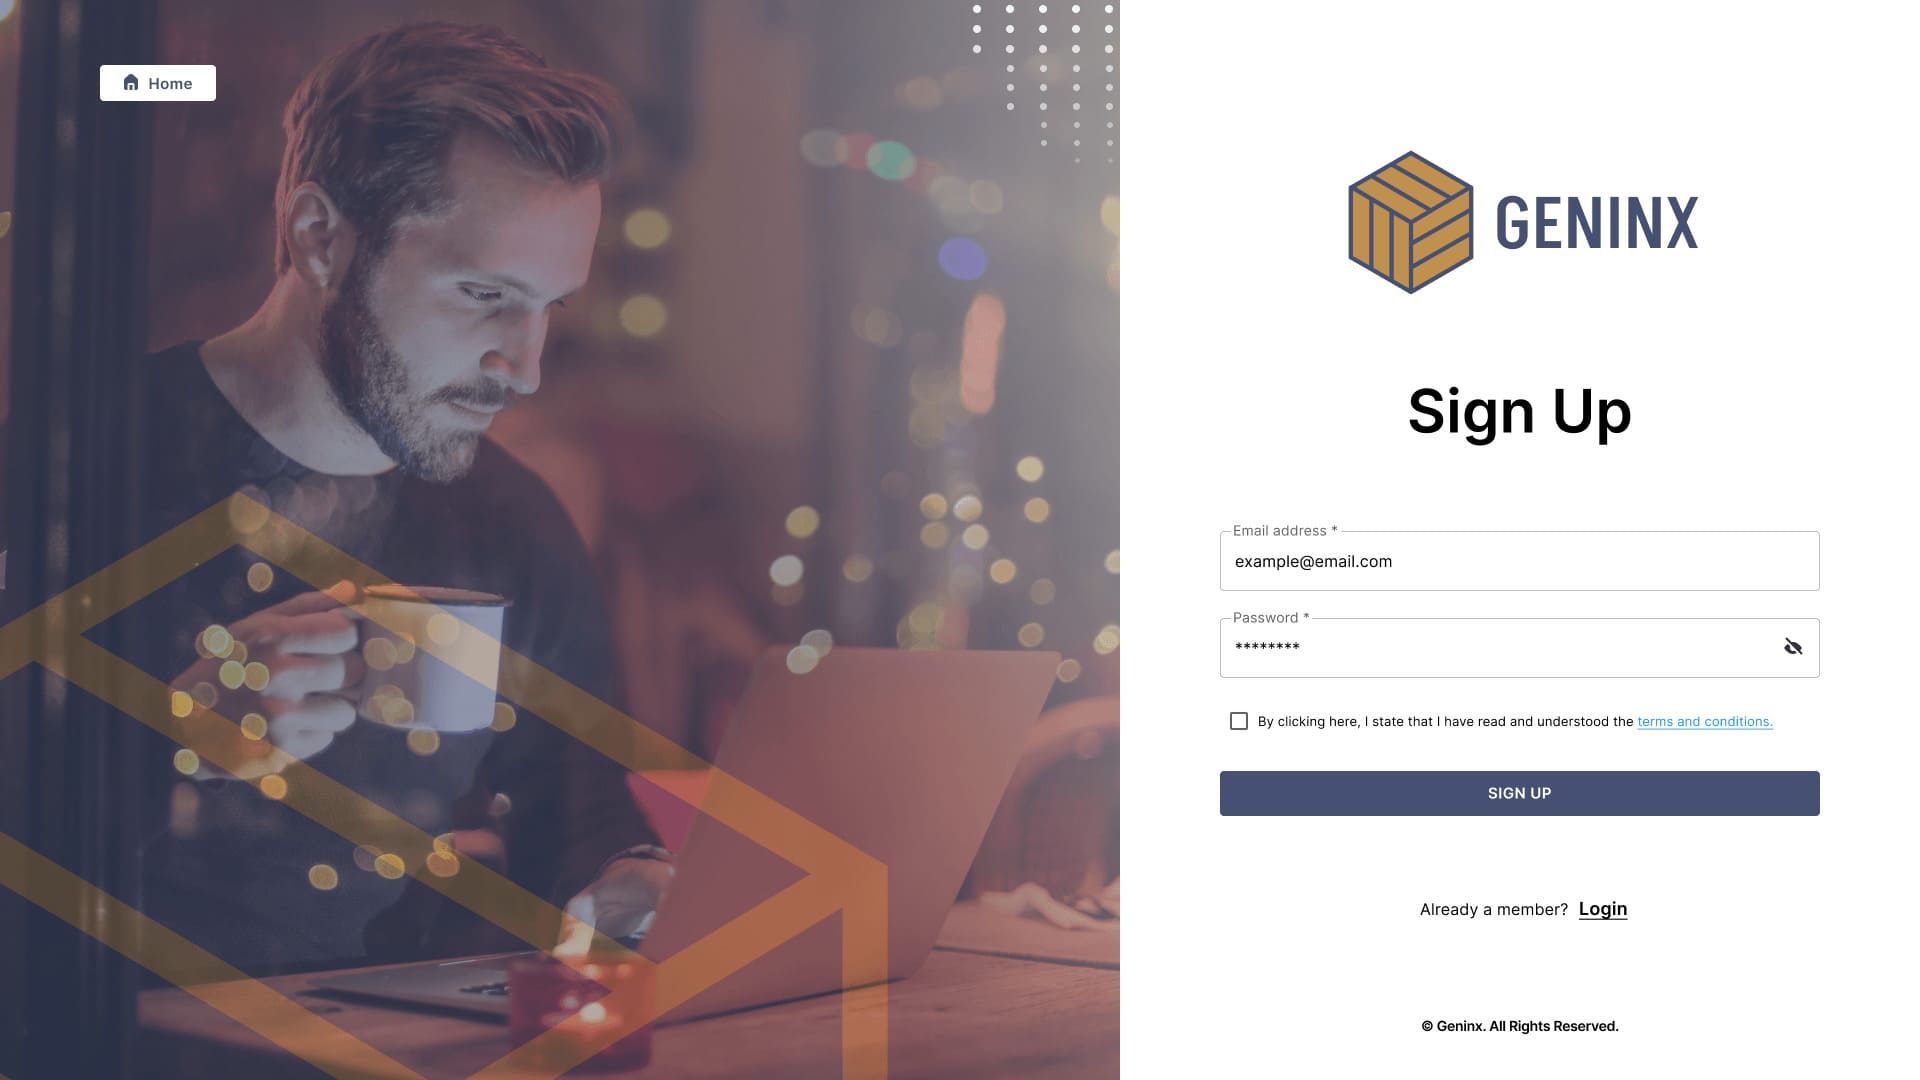 Home
GENINX
Sign Up
Email address *
example@email.com
Password *
********
By clicking here, I state that I have read and understood the terms and conditions.
SIGN UP
Already a member? Login
© Geninx. All Rights Reserved.